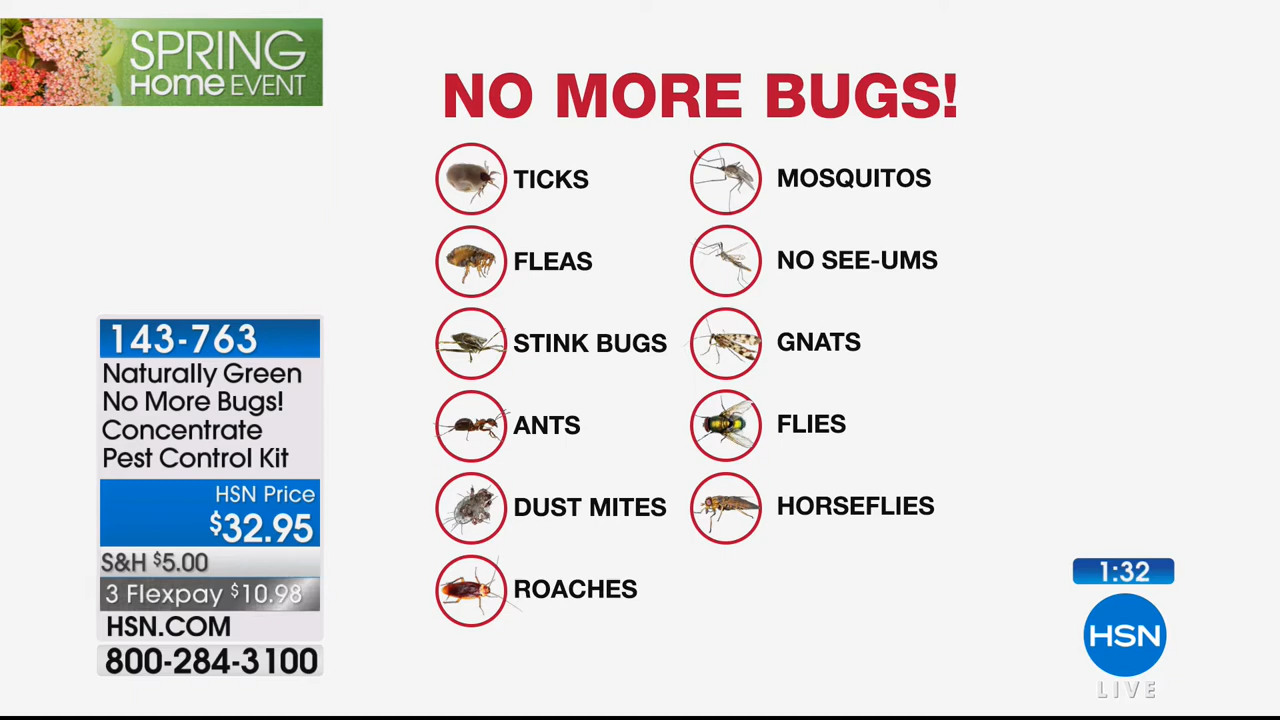 SPRING
Home EVENT
NO MORE BUGS!
TICKS
MOSQUITOS
FLEAS
NO SEE-UMS
STINK BUGS
GNATS
ANTS
FLIES
DUST MITES
HORSEFLIES
ROACHES
143-763
Naturally Green
No More Bugs!
Concentrate
Pest Control Kit
HSN Price
$32.95
S&H $5.00
3 Flexpay $10.98
HSN.COM
800-284-3100
1:32
HSN
LIVE